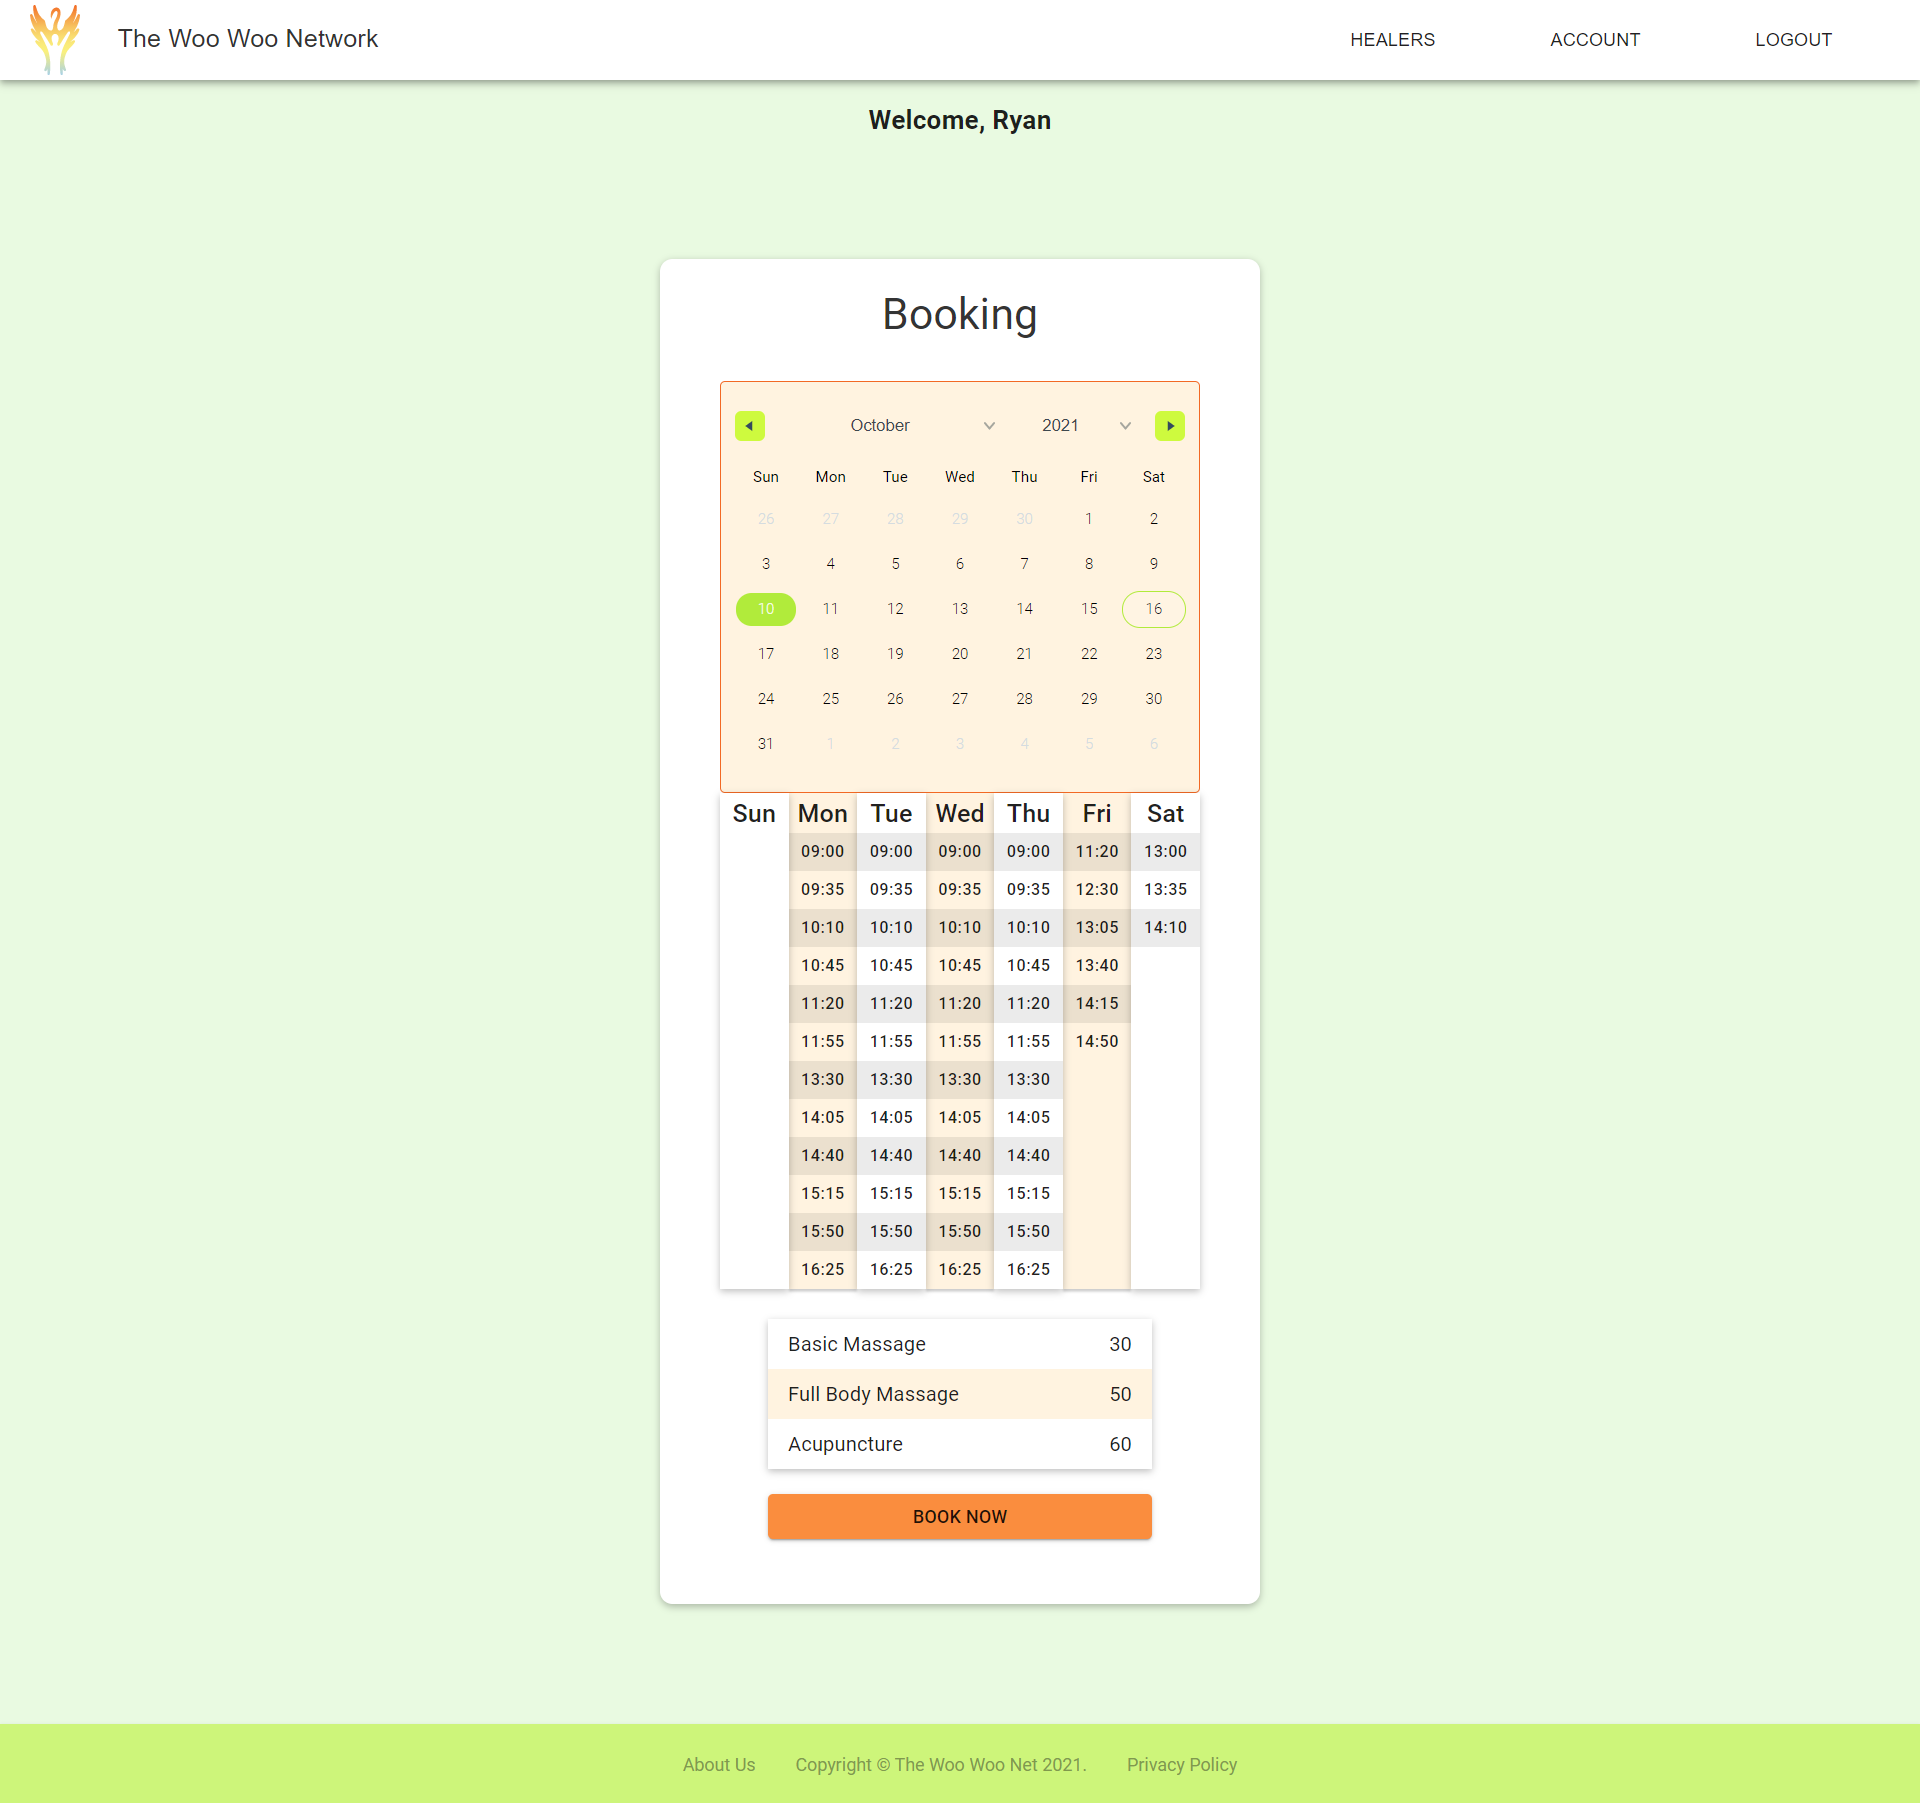 The Woo Woo Network HEALERS ACCOUNT LOGOUT
Welcome, Ryan
Booking
October 2021
Sun Mon Tue Wed Thu Fri Sat
26 27 28 29 30 1 2
3 4 5 6 7 8 9
10 11 12 13 14 15 16
17 18 19 20 21 22 23
24 25 26 27 28 29 30
31 1 2 3 4 5 6
Sun Mon Tue Wed Thu Fri Sat
09:00 09:00 09:00 09:00 11:20 13:00
09:35 09:35 09:35 09:35 12:30 13:35
10:10 10:10 10:10 10:10 13:05 14:10
10:45 10:45 10:45 10:45 13:40
11:20 11:20 11:20 11:20 14:15
11:55 11:55 11:55 11:55 14:50
13:30 13:30 13:30 13:30
14:05 14:05 14:05 14:05
14:40 14:40 14:40 14:40
15:15 15:15 15:15 15:15
15:50 15:50 15:50 15:50
16:25 16:25 16:25 16:25
Basic Massage 30
Full Body Massage 50
Acupuncture 60
BOOK NOW
About Us Copyright © The Woo Woo Net 2021. Privacy Policy